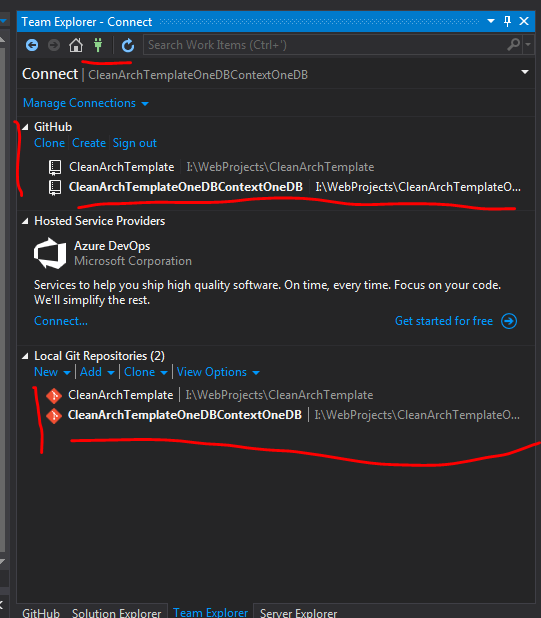 Team Explorer - Connect
Search Work Items (Ctrl+')
Connect | CleanArchTemplateOneDBContextOneDB
Manage Connections
GitHub
Clone Create Sign out
CleanArchTemplate | I:\WebProjects\CleanArchTemplate
CleanArchTemplateOneDBContextOneDB | I:\WebProjects\CleanArchTemplateO...
Hosted Service Providers
Azure DevOps
Microsoft Corporation
Services to help you ship high quality software. On time, every time. Focus on your code.
We'll simplify the rest.
Connect... Get started for free
Local Git Repositories (2)
New | Add | Clone | View Options
CleanArchTemplate | I:\WebProjects\CleanArchTemplate
CleanArchTemplateOneDBContextOneDB | I:\WebProjects\CleanArchTemplateO...
GitHub Solution Explorer Team Explorer Server Explorer